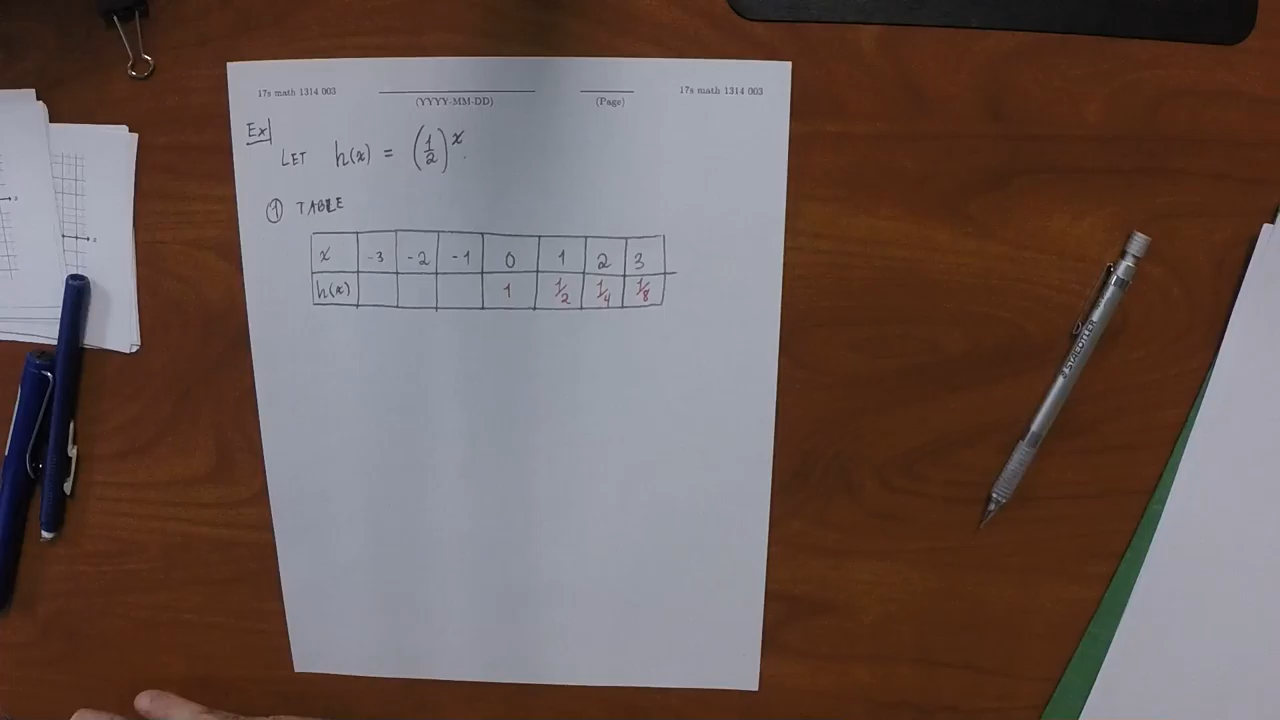 17s math 1314 003 (YYYY-MM-DD) (Page) 17s math 1314 003
Ex
LET h(x) = (1/2)^x.
① TABLE
x -3 -2 -1 0 1 2 3
h(x) 1 1/2 1/4 1/8
STAEDTLER